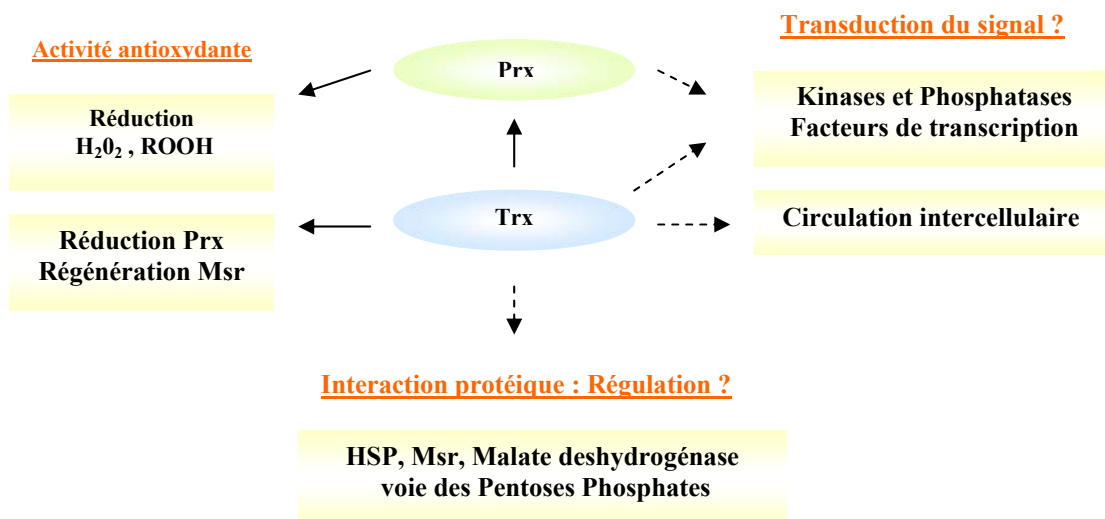 Activité antioxydante
Réduction
H₂0₂ , ROOH
Réduction Prx
Régénération Msr
Prx
Trx
Transduction du signal ?
Kinases et Phosphatases
Facteurs de transcription
Circulation intercellulaire
Interaction protéique : Régulation ?
HSP, Msr, Malate deshydrogénase
voie des Pentoses Phosphates